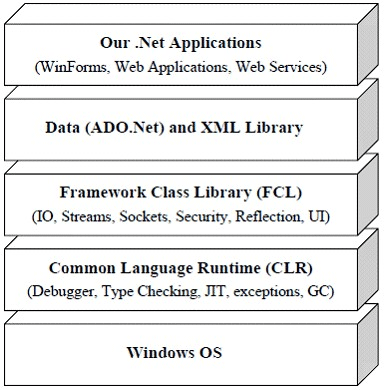 Our .Net Applications
(WinForms, Web Applications, Web Services)
Data (ADO.Net) and XML Library
Framework Class Library (FCL)
(IO, Streams, Sockets, Security, Reflection, UI)
Common Language Runtime (CLR)
(Debugger, Type Checking, JIT, exceptions, GC)
Windows OS